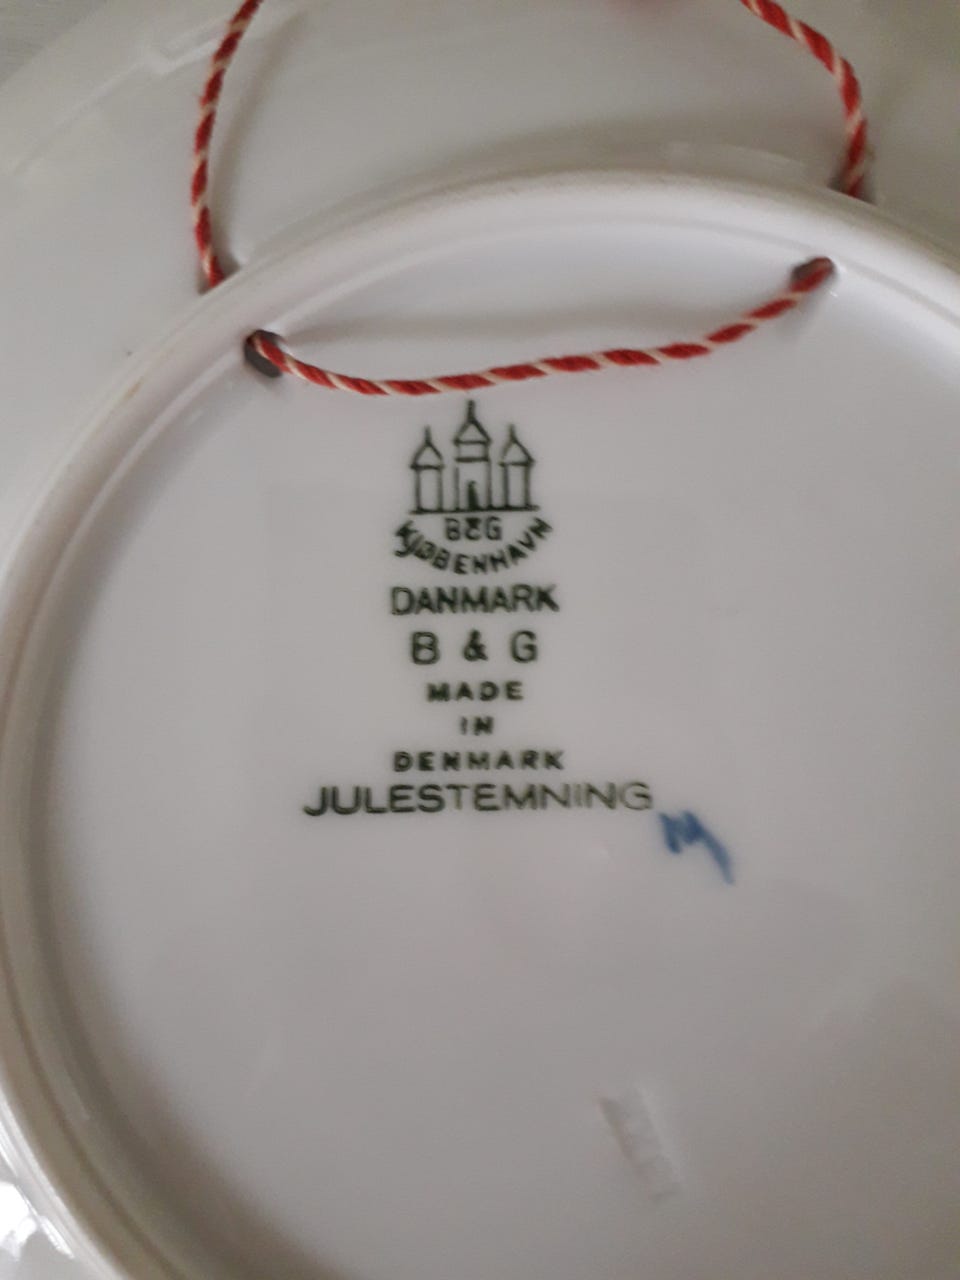 B&G
KJØBENHAVN
DANMARK
B & G
MADE
IN
DENMARK
JULESTEMNING